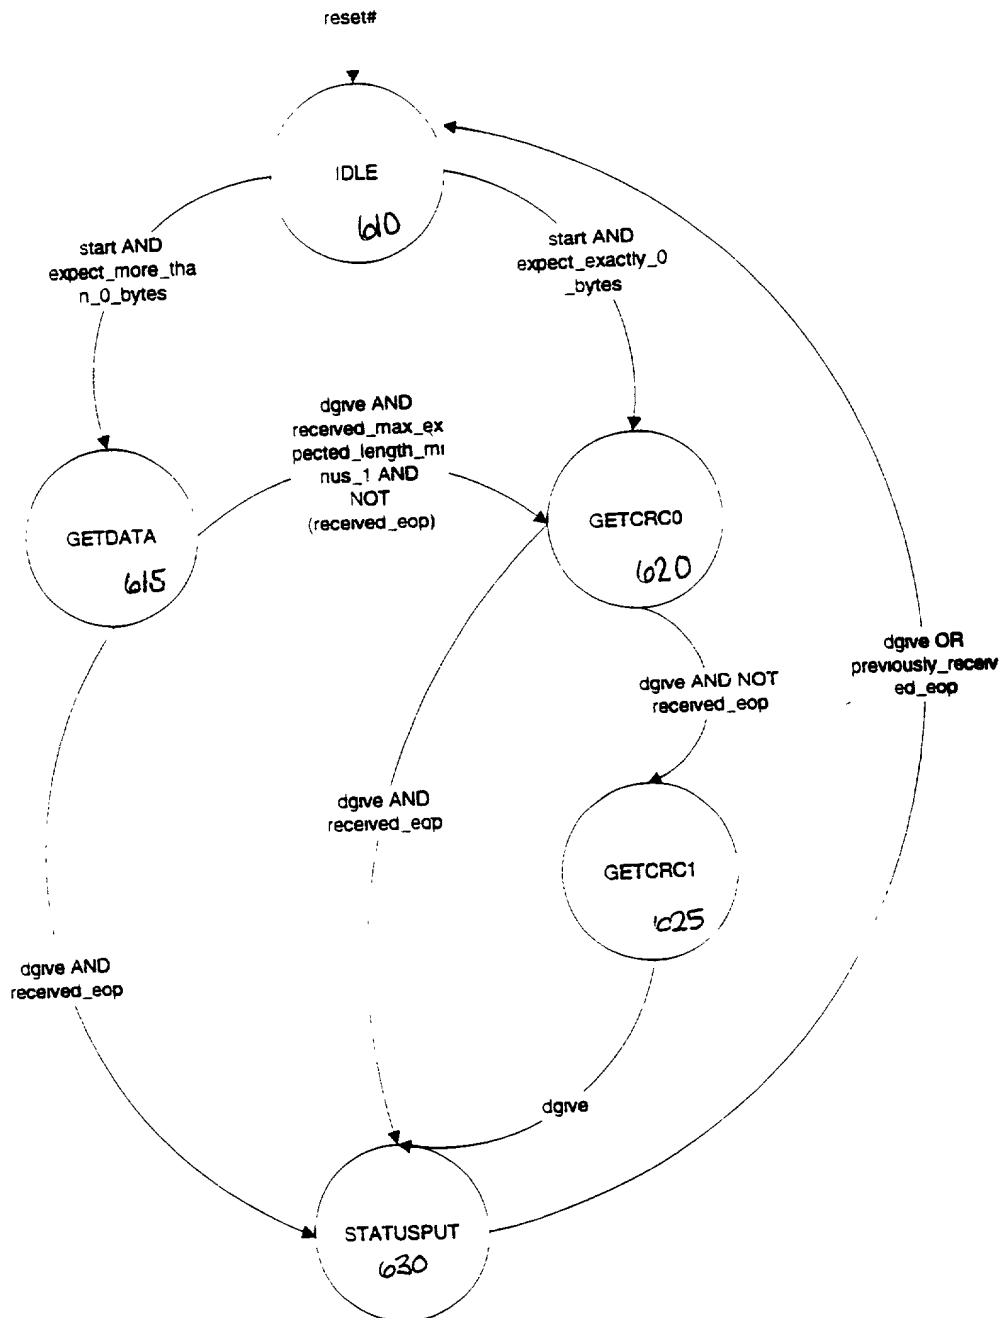 reset#
IDLE
610
start AND
expect_more_tha
n_0_bytes
start AND
expect_exactly_0
_bytes
dgive AND
received_max_ex
pected_length_mi
nus_1 AND
NOT
(received_eop)
GETDATA
615
GETCRC0
620
dgive OR
previously_receiv
ed_eop
dgive AND NOT
received_eop
dgive AND
received_eop
GETCRC1
625
dgive AND
received_eop
dgive
STATUSPUT
630